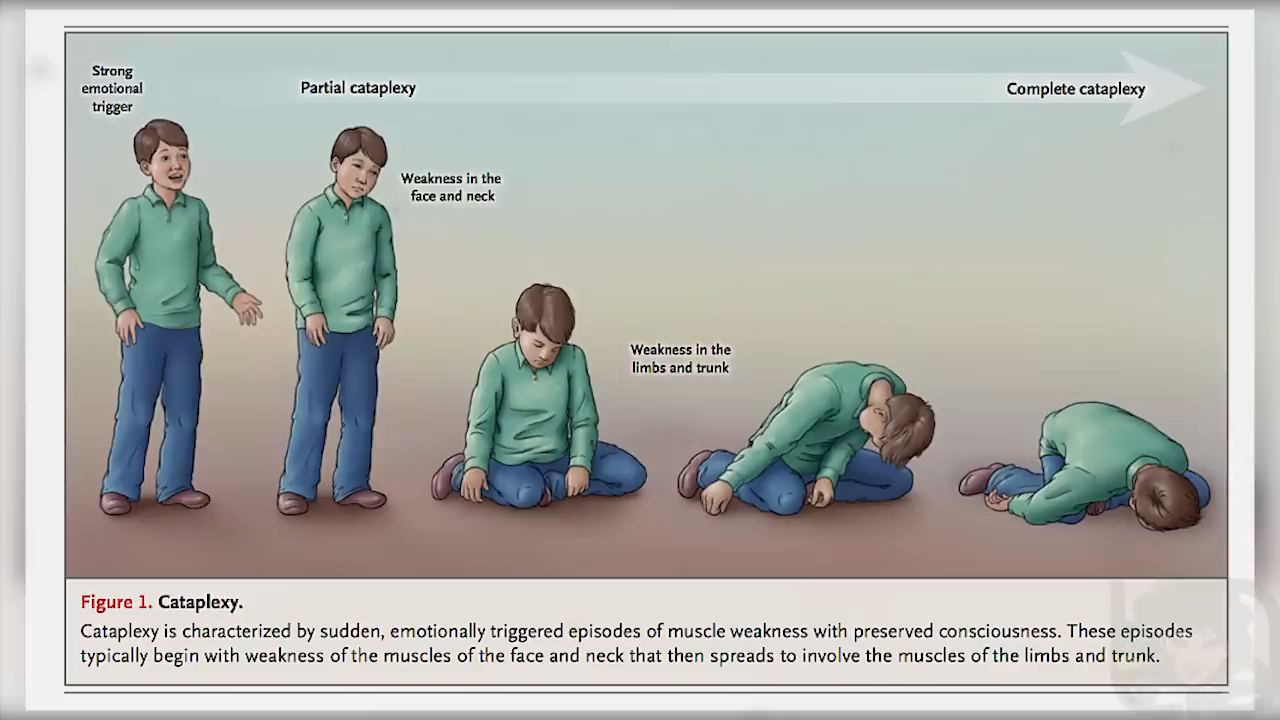 Strong
emotional
trigger
Partial cataplexy
Complete cataplexy
Weakness in the
face and neck
Weakness in the
limbs and trunk
Figure 1. Cataplexy.
Cataplexy is characterized by sudden, emotionally triggered episodes of muscle weakness with preserved consciousness. These episodes
typically begin with weakness of the muscles of the face and neck that then spreads to involve the muscles of the limbs and trunk.